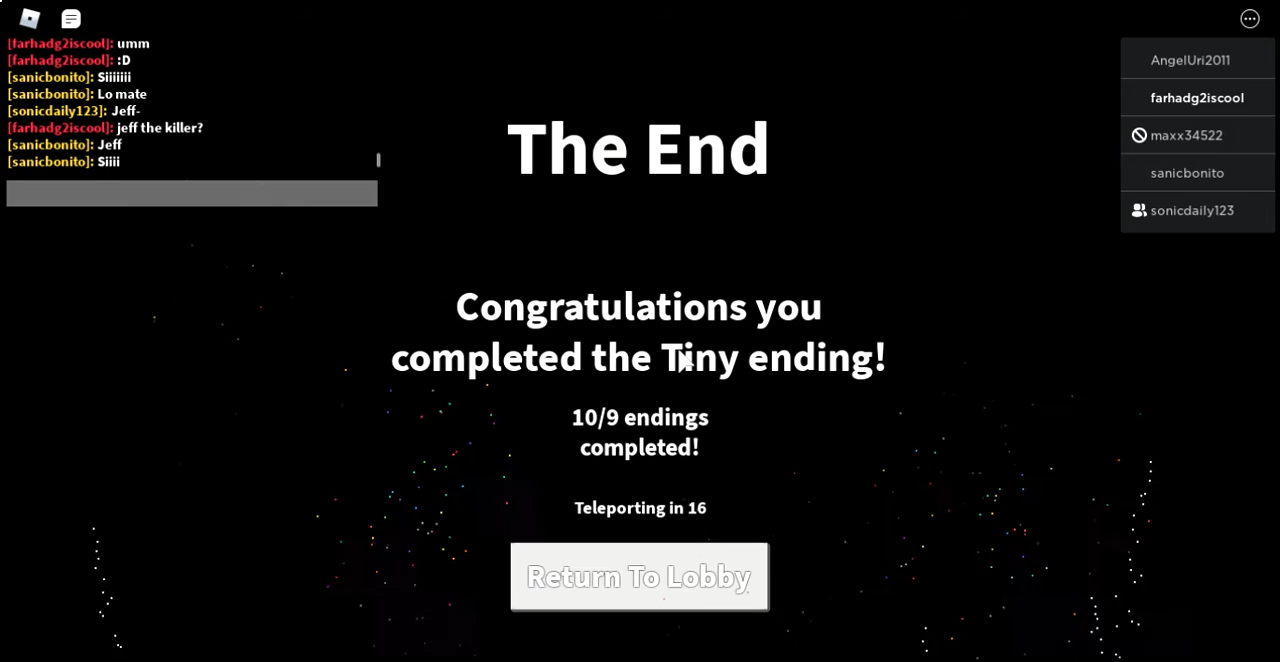 [farhadg2iscool]: umm
[farhadg2iscool]: :D
[sanicbonito]: Siiiiiii
[sanicbonito]: Lo mate
[sonicdaily123]: Jeff-
[farhadg2iscool]: jeff the killer?
[sanicbonito]: Jeff
[sanicbonito]: Siiii
AngelUri2011
farhadg2iscool
maxx34522
sanicbonito
sonicdaily123
The End
Congratulations you
completed the Tiny ending!
10/9 endings
completed!
Teleporting in 16
Return To Lobby